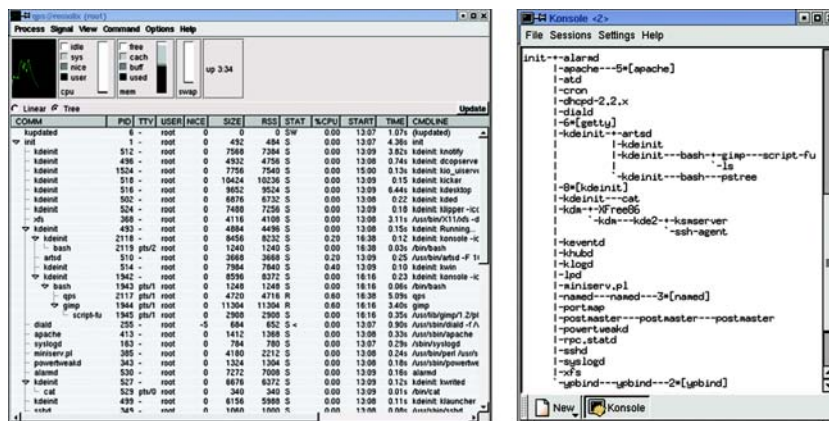 qps@resolix (root)
Process Signal View Command Options Help
idle
sys
nice
user
cpu
free
cach
buff
used
mem
swap
up 3:34
Linear Tree
Update
COMM PID TTY USER NICE SIZE RSS STAT %CPU START TIME CMDLINE
kupdated 6 - root 0 0 0 SW 0.00 13:07 1.07s (kupdated)
init 1 - root 0 492 484 S 0.00 13:07 4.36s init
kdeinit 512 - root 0 7568 7384 S 0.00 13:09 3.82s kdeinit: knotify
kdeinit 496 - root 0 4932 4756 S 0.00 13:08 0.74s kdeinit: dcopserve
kdeinit 1524 - root 0 7756 7540 S 0.00 15:00 0.13s kdeinit: kio_uiserve
kdeinit 518 - root 0 10424 10236 S 0.00 13:09 0:15 kdeinit: kicker
kdeinit 516 - root 0 9652 9524 S 0.00 13:09 6.44s kdeinit: kdesktop
kdeinit 502 - root 0 6876 6732 S 0.00 13:08 0:22 kdeinit: kded
kdeinit 524 - root 0 7488 7256 S 0.00 13:09 0:18 kdeinit: klipper -icc
xfs 368 - root 0 4116 4108 S 0.00 13:08 3.11s /usr/bin/X11/xfs -d
kdeinit 493 - root 0 4884 4496 S 0.00 13:08 0.15s kdeinit: Running...
kdeinit 2118 - root 0 8456 8232 S 0.20 16:38 0:12 kdeinit: konsole -ic
bash 2119 pts/2 root 0 1240 1240 S 0.00 16:38 0.03s /bin/bash
artsd 510 - root 0 3668 3668 S 0.20 13:09 0:25 /usr/bin/artsd -F
kdeinit 514 - root 0 7984 7840 S 0.40 13:09 0:10 kdeinit: kwin
kdeinit 1942 - root 0 8596 8372 S 0.00 16:16 0:23 kdeinit: konsole -ic
bash 1943 pts/1 root 0 1248 1248 S 0.00 16:16 0.06s /bin/bash
qps 2117 pts/1 root 0 4720 4716 R 0.60 16:38 5.09s qps
gimp 1944 pts/1 root 0 11304 11304 R 0.60 16:16 3.40s gimp
script-fu 1945 pts/1 root 0 2908 2908 S 0.00 16:16 0.35s /usr/lib/gimp/1.2/pl
diald 255 - root -5 684 652 S < 0.00 13:07 0.90s /usr/sbin/diald -f /v
apache 413 - root 0 1412 1368 S 0.00 13:08 0.33s /usr/sbin/apache
syslogd 163 - root 0 784 780 S 0.00 13:07 0.29s /sbin/syslogd
miniserv.pl 385 - root 0 4180 2212 S 0.00 13:08 0.24s /usr/bin/perl /usr/s
powertweakd 343 - root 0 1324 1304 S 0.00 13:08 0.18s /usr/sbin/powertwe
alarmd 530 - root 0 7272 7008 S 0.00 13:09 0.16s alarmd
kdeinit 527 - root 0 6676 6372 S 0.00 13:09 0.12s kdeinit: kwrited
cat 529 pts/0 root 0 340 340 S 0.00 13:09 0.01s /bin/cat
kdeinit 499 - root 0 6156 5988 S 0.00 13:08 0.11s kdeinit: klauncher
sshd 349 - root 0 1060 1000 S 0.00 13:08 0.08s /usr/sbin/sshd
Konsole <2>
File Sessions Settings Help
init-+-alarmd
|-apache---5*[apache]
|-atd
|-cron
|-dhcpd-2.2.x
|-diald
|-6*[getty]
|-kdeinit-+-artsd
|-kdeinit
|-kdeinit---bash-+-gimp---script-fu
`-ls
`-kdeinit---bash---pstree
|-8*[kdeinit]
|-kdeinit---cat
|-kdm-+-XFree86
`-kdm---kde2-+-ksmserver
`-ssh-agent
|-keventd
|-khubd
|-klogd
|-lpd
|-miniserv.pl
|-named---named---3*[named]
|-portmap
|-postmaster---postmaster---postmaster
|-powertweakd
|-rpc.statd
|-sshd
|-syslogd
|-xfs
`-ypbind---ypbind---2*[ypbind]
New
Konsole